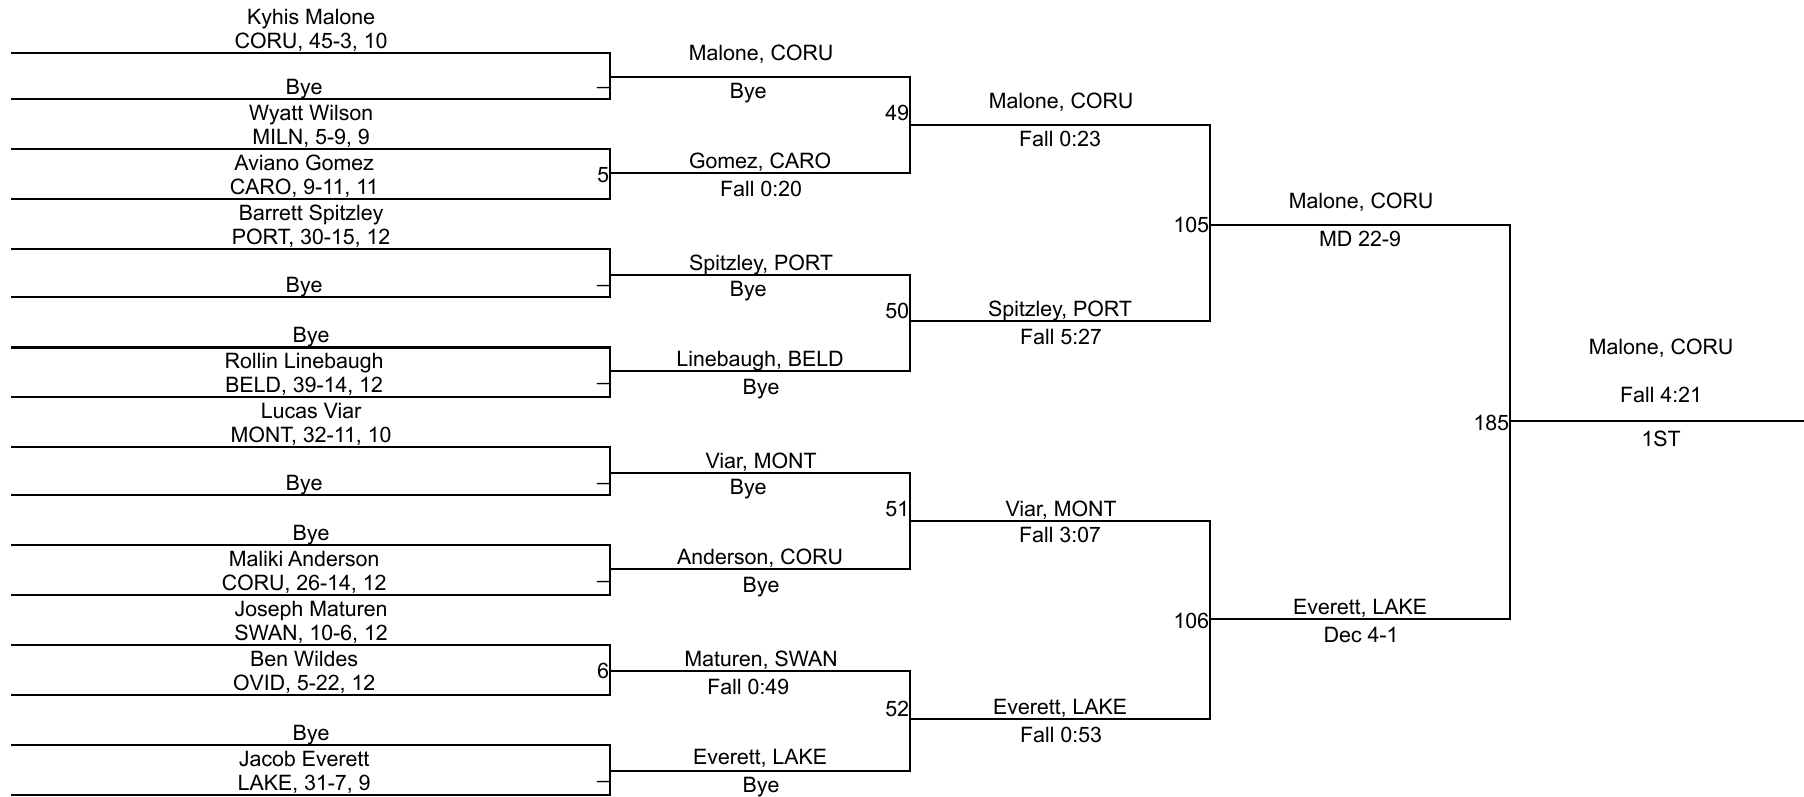 Kyhis Malone
CORU, 45-3, 10
Bye
Wyatt Wilson
MILN, 5-9, 9
Aviano Gomez
CARO, 9-11, 11
Barrett Spitzley
PORT, 30-15, 12
Bye
Bye
Rollin Linebaugh
BELD, 39-14, 12
Lucas Viar
MONT, 32-11, 10
Bye
Bye
Maliki Anderson
CORU, 26-14, 12
Joseph Maturen
SWAN, 10-6, 12
Ben Wildes
OVID, 5-22, 12
Bye
Jacob Everett
LAKE, 31-7, 9
5
6
Malone, CORU
Bye
Gomez, CARO
Fall 0:20
Spitzley, PORT
Bye
Linebaugh, BELD
Bye
Viar, MONT
Bye
Anderson, CORU
Bye
Maturen, SWAN
Fall 0:49
Everett, LAKE
Bye
49
50
51
52
Malone, CORU
Fall 0:23
Spitzley, PORT
Fall 5:27
Viar, MONT
Fall 3:07
Everett, LAKE
Fall 0:53
105
106
Malone, CORU
MD 22-9
Everett, LAKE
Dec 4-1
185
Malone, CORU
Fall 4:21
1ST